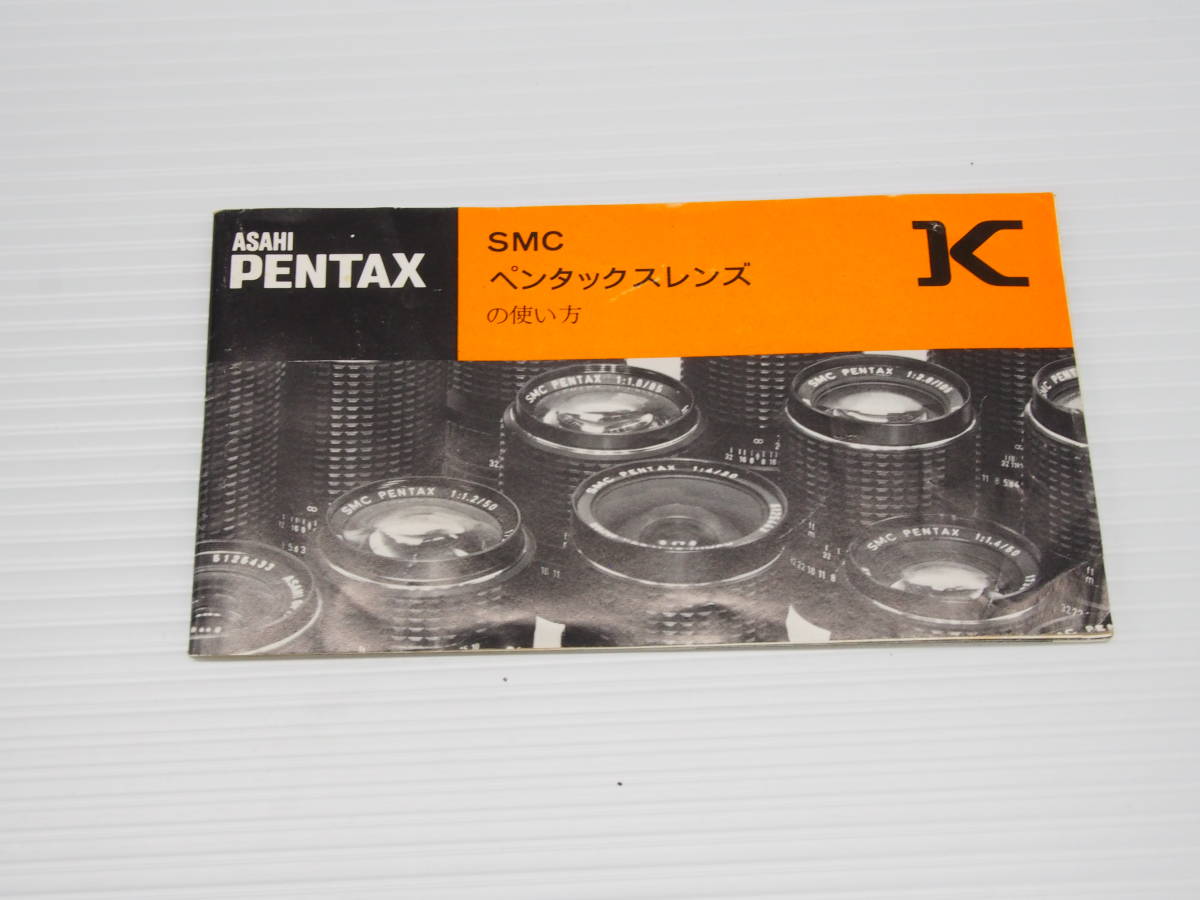 ASAHI
PENTAX
SMC
ペンタックスレンズ
の使い方
K
SMC PENTAX 1:1.8/85
SMC PENTAX 1:2.8/105
SMC PENTAX 1:4/20
SMC PENTAX 1:1.2/50
SMC PENTAX 1:1.4/50
5125433 ASAHI